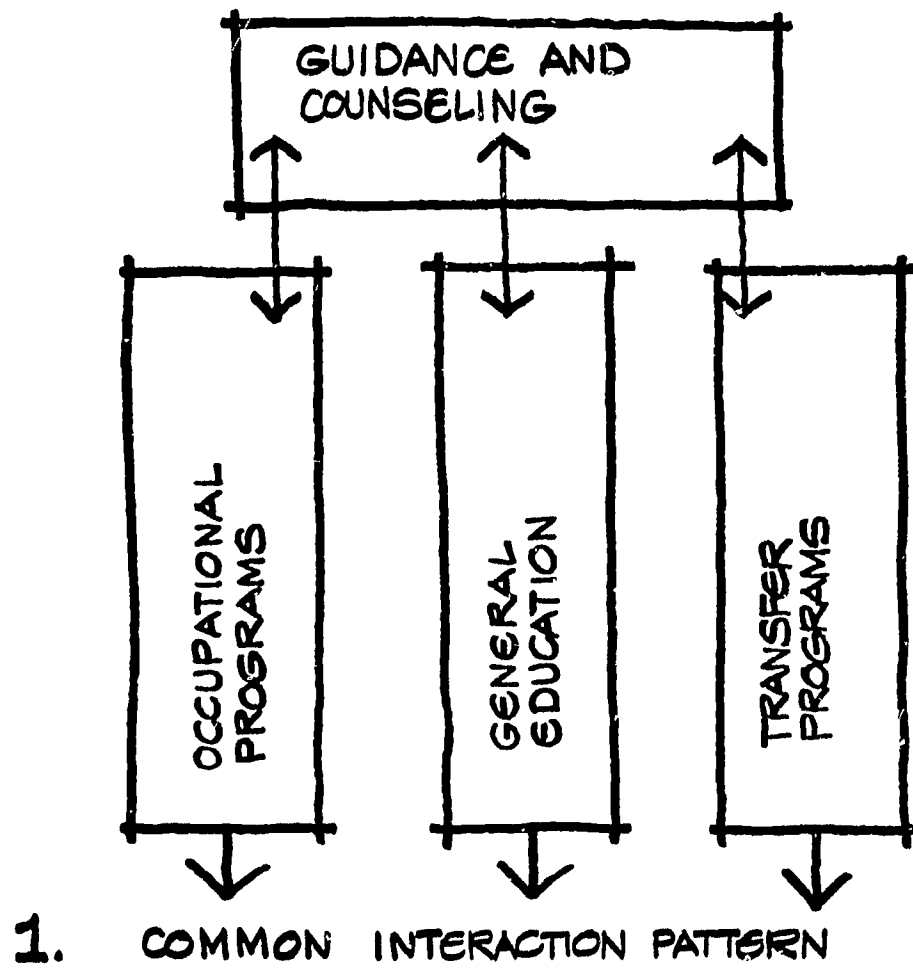 GUIDANCE AND
COUNSELING
OCCUPATIONAL
PROGRAMS
GENERAL
EDUCATION
TRANSFER
PROGRAMS
1. COMMON INTERACTION PATTERN